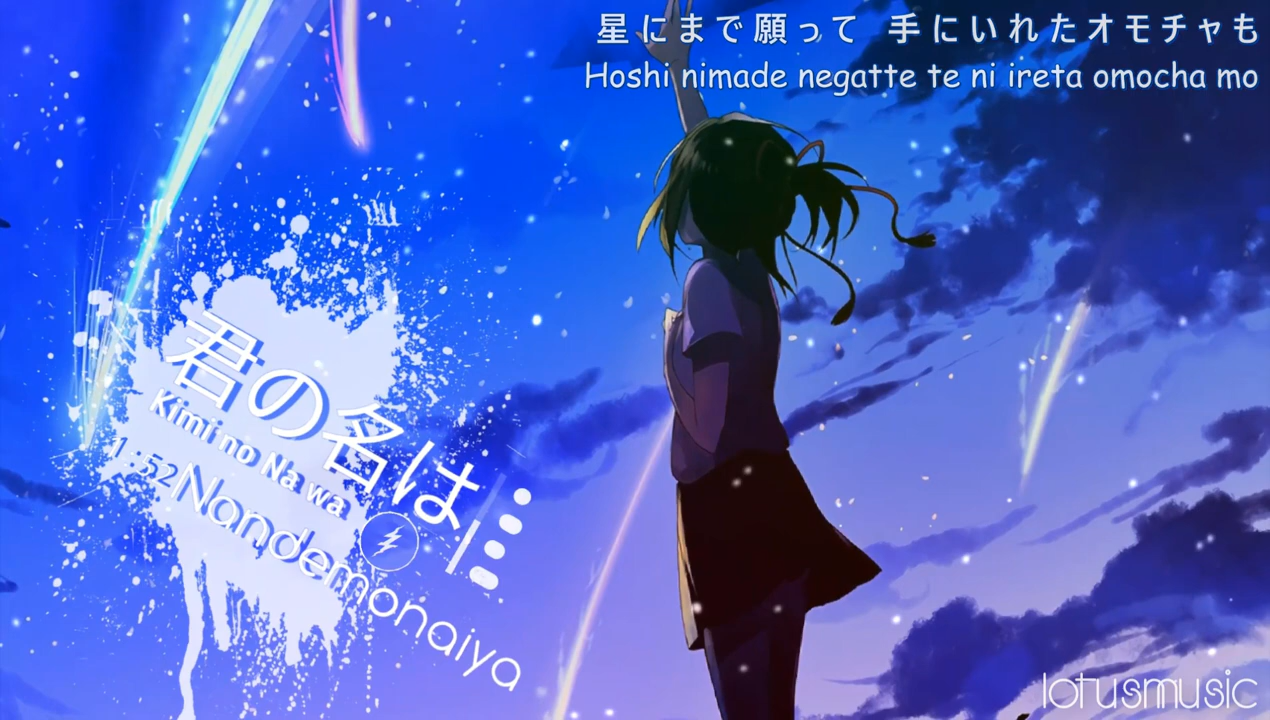 星にまで願って 手にいれたオモチャも
Hoshi nimade negatte te ni ireta omocha mo
君の名は
Kimi no Na wa
1:52
Nandemonaiya
lotusmusic